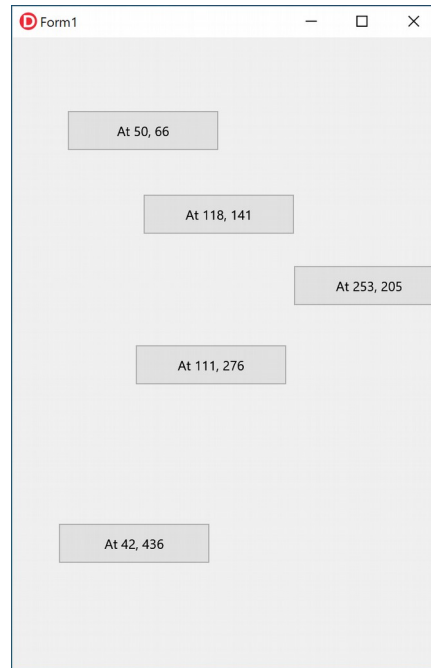 D Form1
At 50, 66
At 118, 141
At 253, 205
At 111, 276
At 42, 436